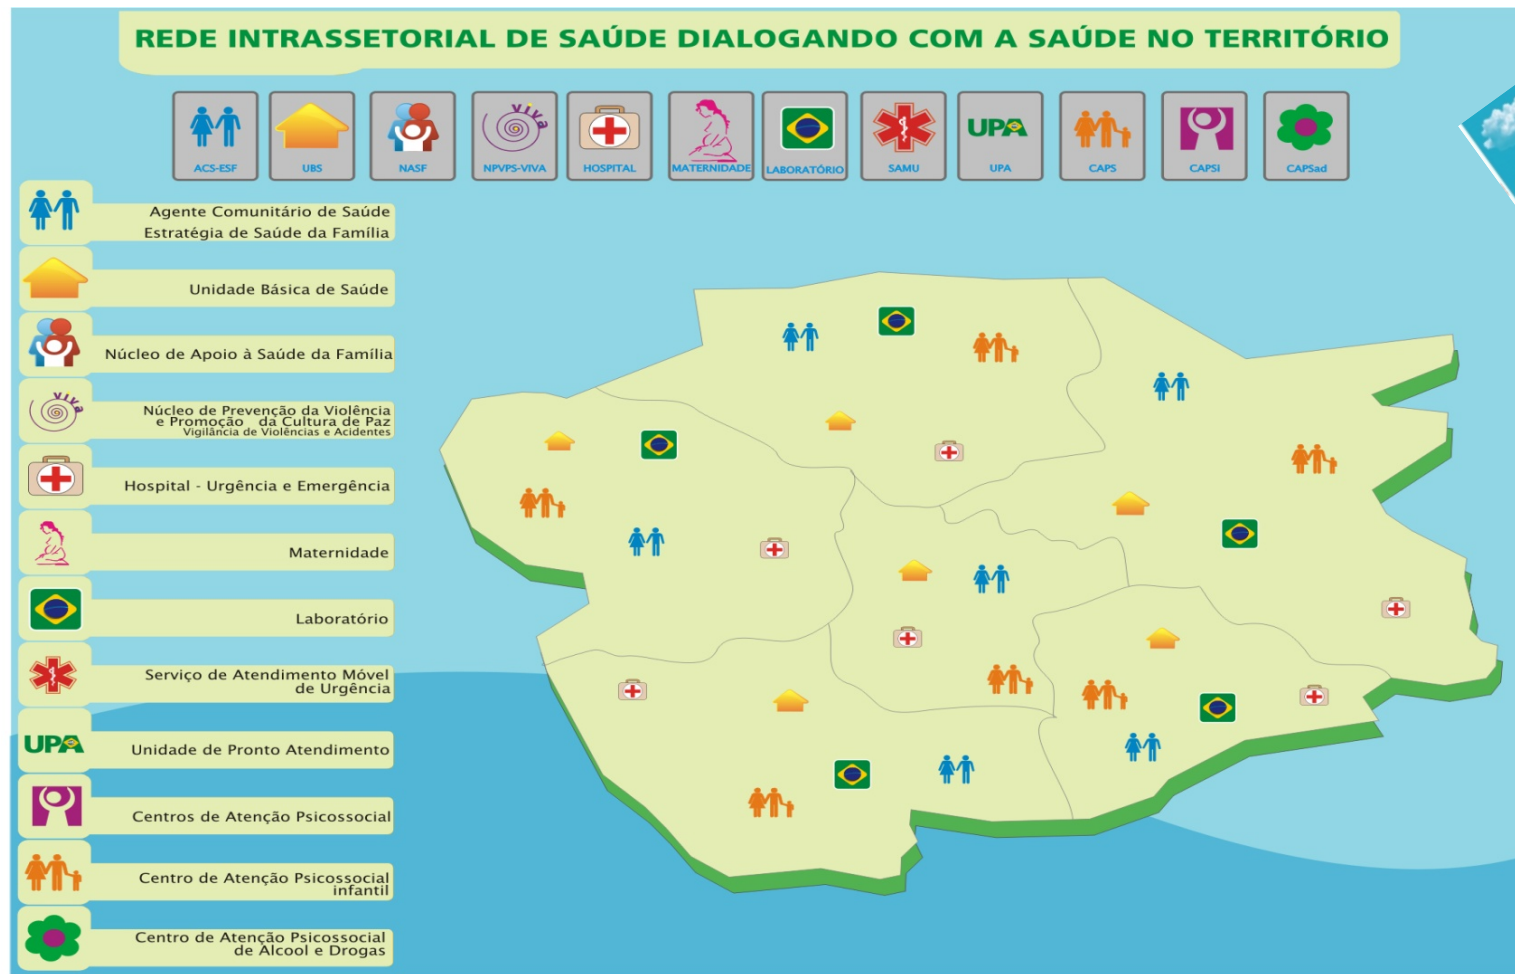 REDE INTRASSETORIAL DE SAÚDE DIALOGANDO COM A SAÚDE NO TERRITÓRIO
ACS-ESF
UBS
NASF
viva
NPVPS-VIVA
HOSPITAL
MATERNIDADE
LABORATÓRIO
SAMU
UPA
UPA
CAPS
CAPSI
CAPSad
Agente Comunitário de Saúde
Estratégia de Saúde da Família
Unidade Básica de Saúde
Núcleo de Apoio à Saúde da Família
viva
Núcleo de Prevenção da Violência
e Promoção da Cultura de Paz
Vigilância de Violências e Acidentes
Hospital - Urgência e Emergência
Maternidade
Laboratório
Serviço de Atendimento Móvel
de Urgência
UPA
Unidade de Pronto Atendimento
Centros de Atenção Psicossocial
Centro de Atenção Psicossocial
infantil
Centro de Atenção Psicossocial
de Alcool e Drogas